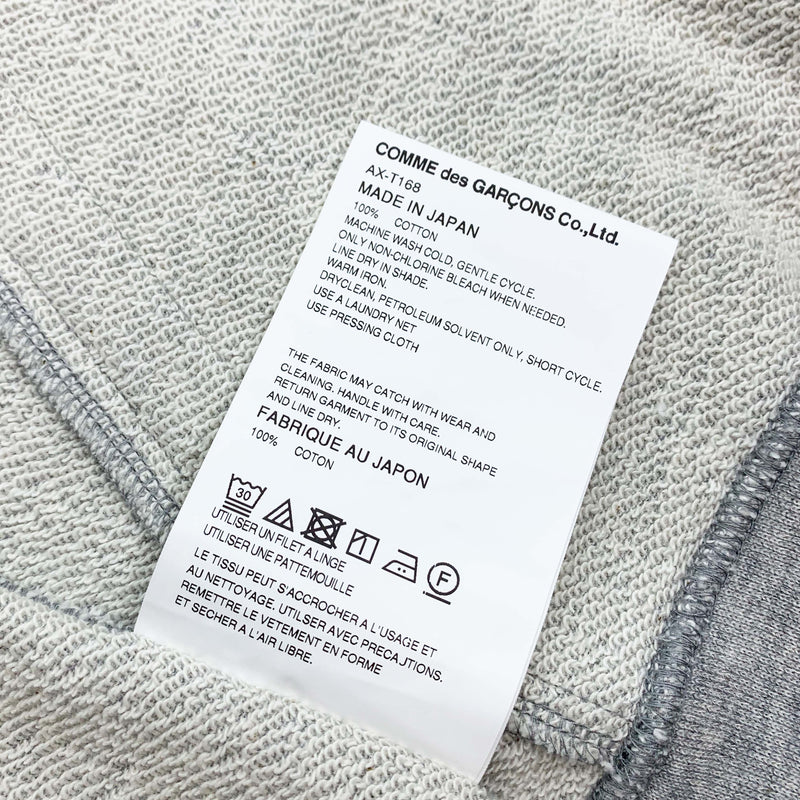 COMME des GARÇONS Co.,Ltd.
AX-T168
MADE IN JAPAN
100% COTTON
MACHINE WASH COLD, GENTLE CYCLE.
ONLY NON-CHLORINE BLEACH WHEN NEEDED.
LINE DRY IN SHADE.
WARM IRON.
DRYCLEAN, PETROLEUM SOLVENT ONLY, SHORT CYCLE.
USE A LAUNDRY NET
USE PRESSING CLOTH
THE FABRIC MAY CATCH WITH WEAR AND
CLEANING. HANDLE WITH CARE.
RETURN GARMENT TO ITS ORIGINAL SHAPE
AND LINE DRY.
FABRIQUE AU JAPON
100% COTON
30 F
UTILISER UN FILET A LINGE
UTILISER UNE PATTEMOUILLE
LE TISSU PEUT S'ACCROCHER A L'USAGE ET
AU NETTOYAGE. UTILSER AVEC PRECAJTIONS.
REMETTRE LE VETEMENT EN FORME
ET SECHER A L'AIR LIBRE.